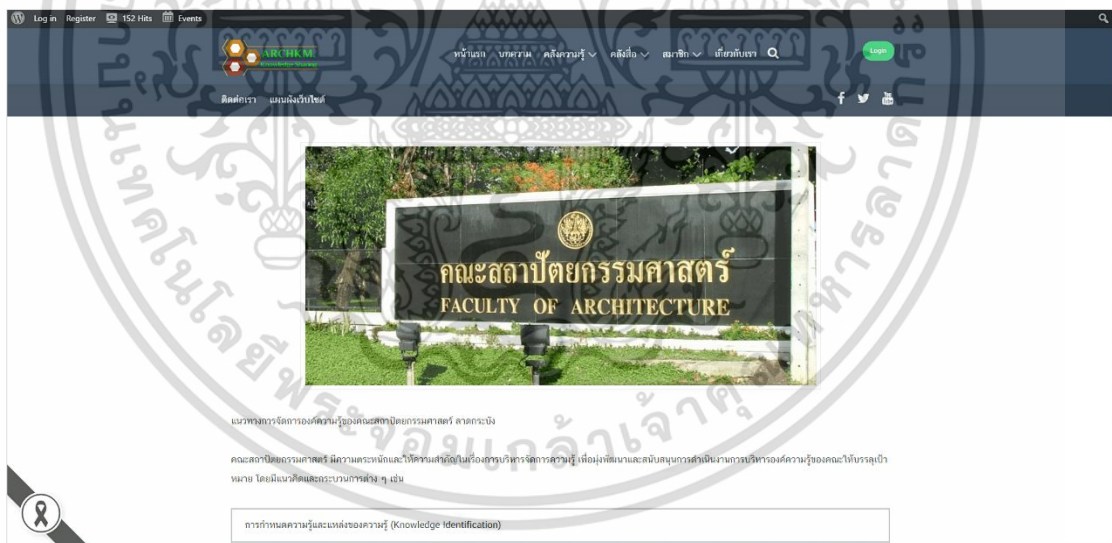 Log in Register 152 Hits Events
ARCHKM
Knowledge Sharing
หน้าแรก บทความ คลังความรู้ คลังสื่อ สมาชิก เกี่ยวกับเรา
Login
ติดต่อเรา แผนผังเว็บไซต์
คณะสถาปัตยกรรมศาสตร์
FACULTY OF ARCHITECTURE
แนวทางการจัดการองค์ความรู้ของคณะสถาปัตยกรรมศาสตร์ ลาดกระบัง
คณะสถาปัตยกรรมศาสตร์ มีความตระหนักและให้ความสำคัญในเรื่องการบริหารจัดการความรู้ เพื่อมุ่งพัฒนาและสนับสนุนการดำเนินงานการบริหารองค์ความรู้ของคณะให้บรรลุเป้า
หมาย โดยมีแนวคิดและกระบวนการต่าง ๆ เช่น
การกำหนดความรู้และแหล่งของความรู้ (Knowledge Identification)